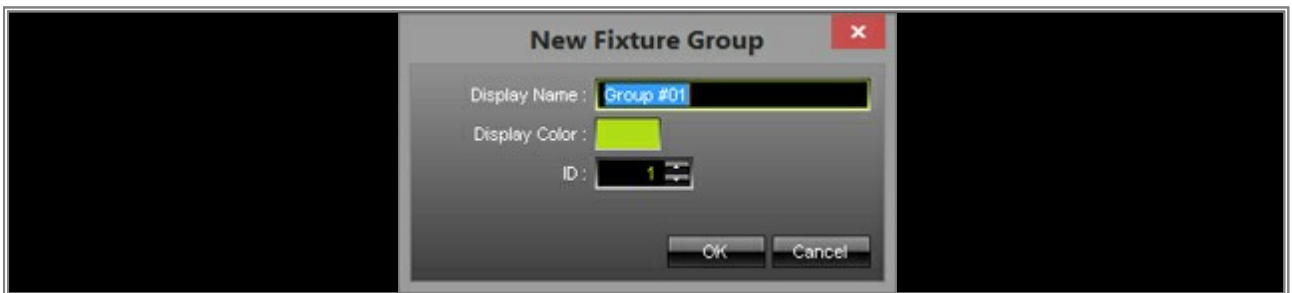 New Fixture Group
Display Name : Group #01
Display Color :
ID : 1
OK Cancel